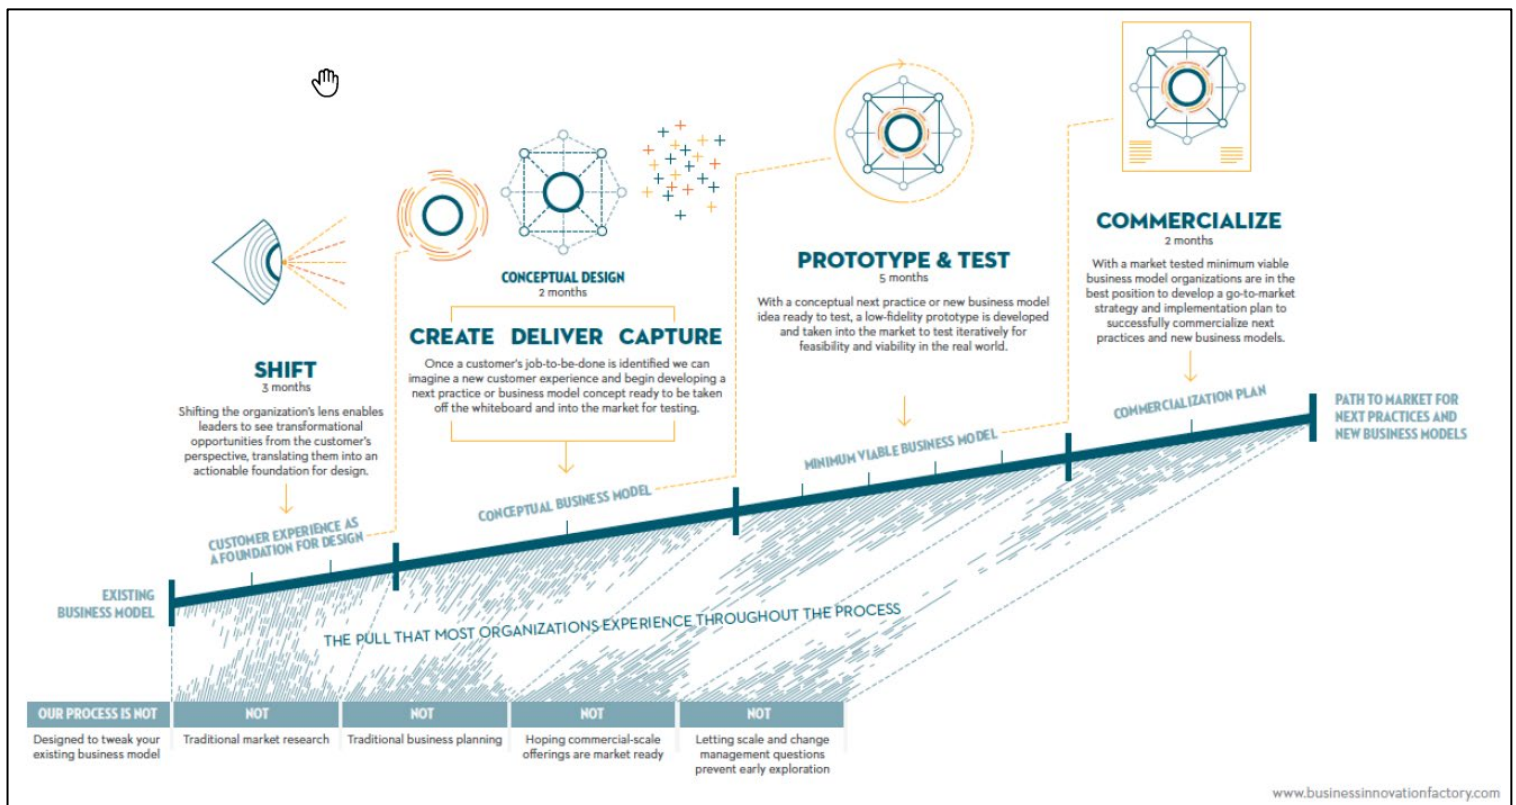 COMMERCIALIZE
2 months
With a market tested minimum viable
business model organizations are in the
best position to develop a go-to-market
strategy and implementation plan to
successfully commercialize next
practices and new business models.
PROTOTYPE & TEST
5 months
With a conceptual next practice or new business model
idea ready to test, a low-fidelity prototype is developed
and taken into the market to test iteratively for
feasibility and viability in the real world.
CONCEPTUAL DESIGN
2 months
CREATE DELIVER CAPTURE
Once a customer's job-to-be-done is identified we can
imagine a new customer experience and begin developing a
next practice or business model concept ready to be taken
off the whiteboard and into the market for testing.
SHIFT
3 months
Shifting the organization's lens enables
leaders to see transformational
opportunities from the customer's
perspective, translating them into an
actionable foundation for design.
EXISTING
BUSINESS MODEL
CUSTOMER EXPERIENCE AS
A FOUNDATION FOR DESIGN
CONCEPTUAL BUSINESS MODEL
MINIMUM VIABLE BUSINESS MODEL
COMMERCIALIZATION PLAN
PATH TO MARKET FOR
NEXT PRACTICES AND
NEW BUSINESS MODELS
THE PULL THAT MOST ORGANIZATIONS EXPERIENCE THROUGHOUT THE PROCESS
OUR PROCESS IS NOT
Designed to tweak your
existing business model
NOT
Traditional market research
NOT
Traditional business planning
NOT
Hoping commercial-scale
offerings are market ready
NOT
Letting scale and change
management questions
prevent early exploration
www.businessinnovationfactory.com